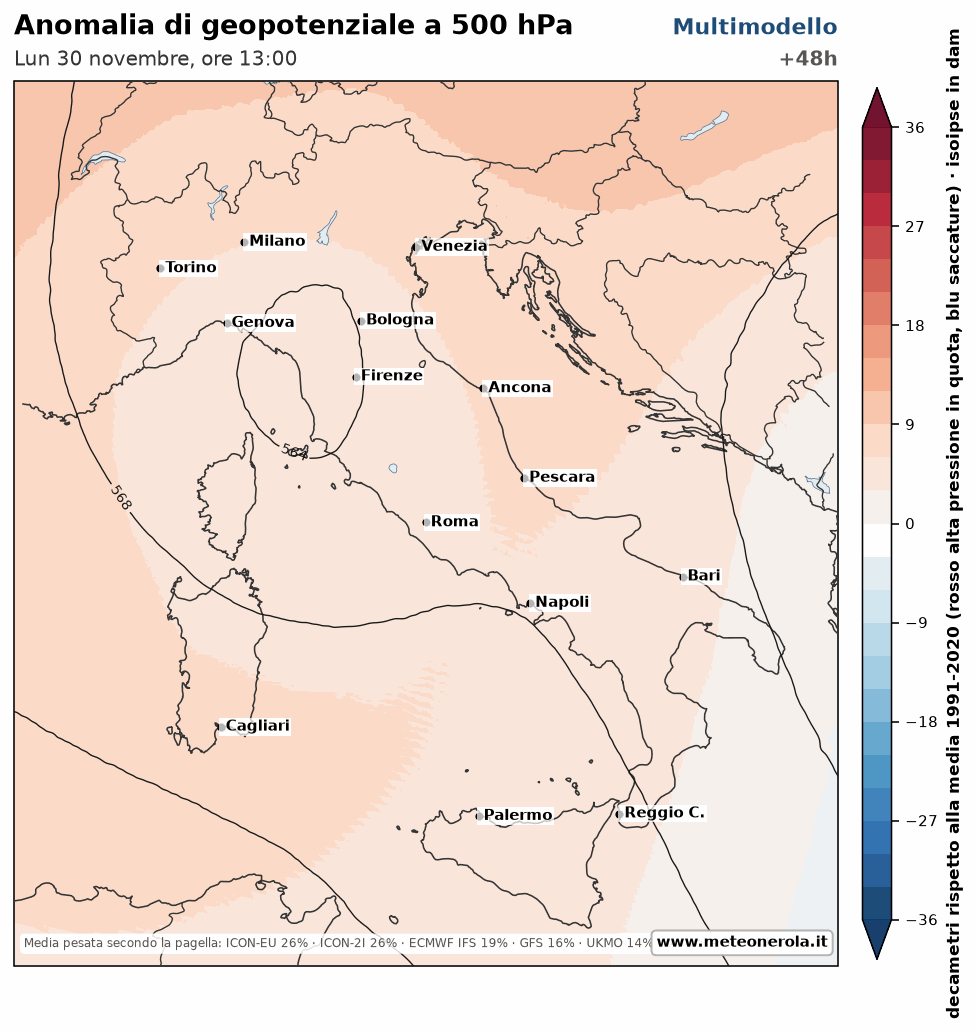 Anomalia di geopotenziale a 500 hPa
Multimodello
Lun 30 novembre, ore 13:00
+48h
Milano
Venezia
Torino
Genova
Bologna
Firenze
Ancona
564
Pescara
568
Roma
Bari
Napoli
Cagliari
Palermo
Reggio C.
Media pesata secondo la pagella: ICON-EU 26% · ICON-2I 26% · ECMWF IFS 19% · GFS 16% · UKMO 14%
www.meteonerola.it
36
27
18
9
0
−9
−18
−27
−36
decametri rispetto alla media 1991-2020 (rosso alta pressione in quota, blu saccature) · isoipse in dam